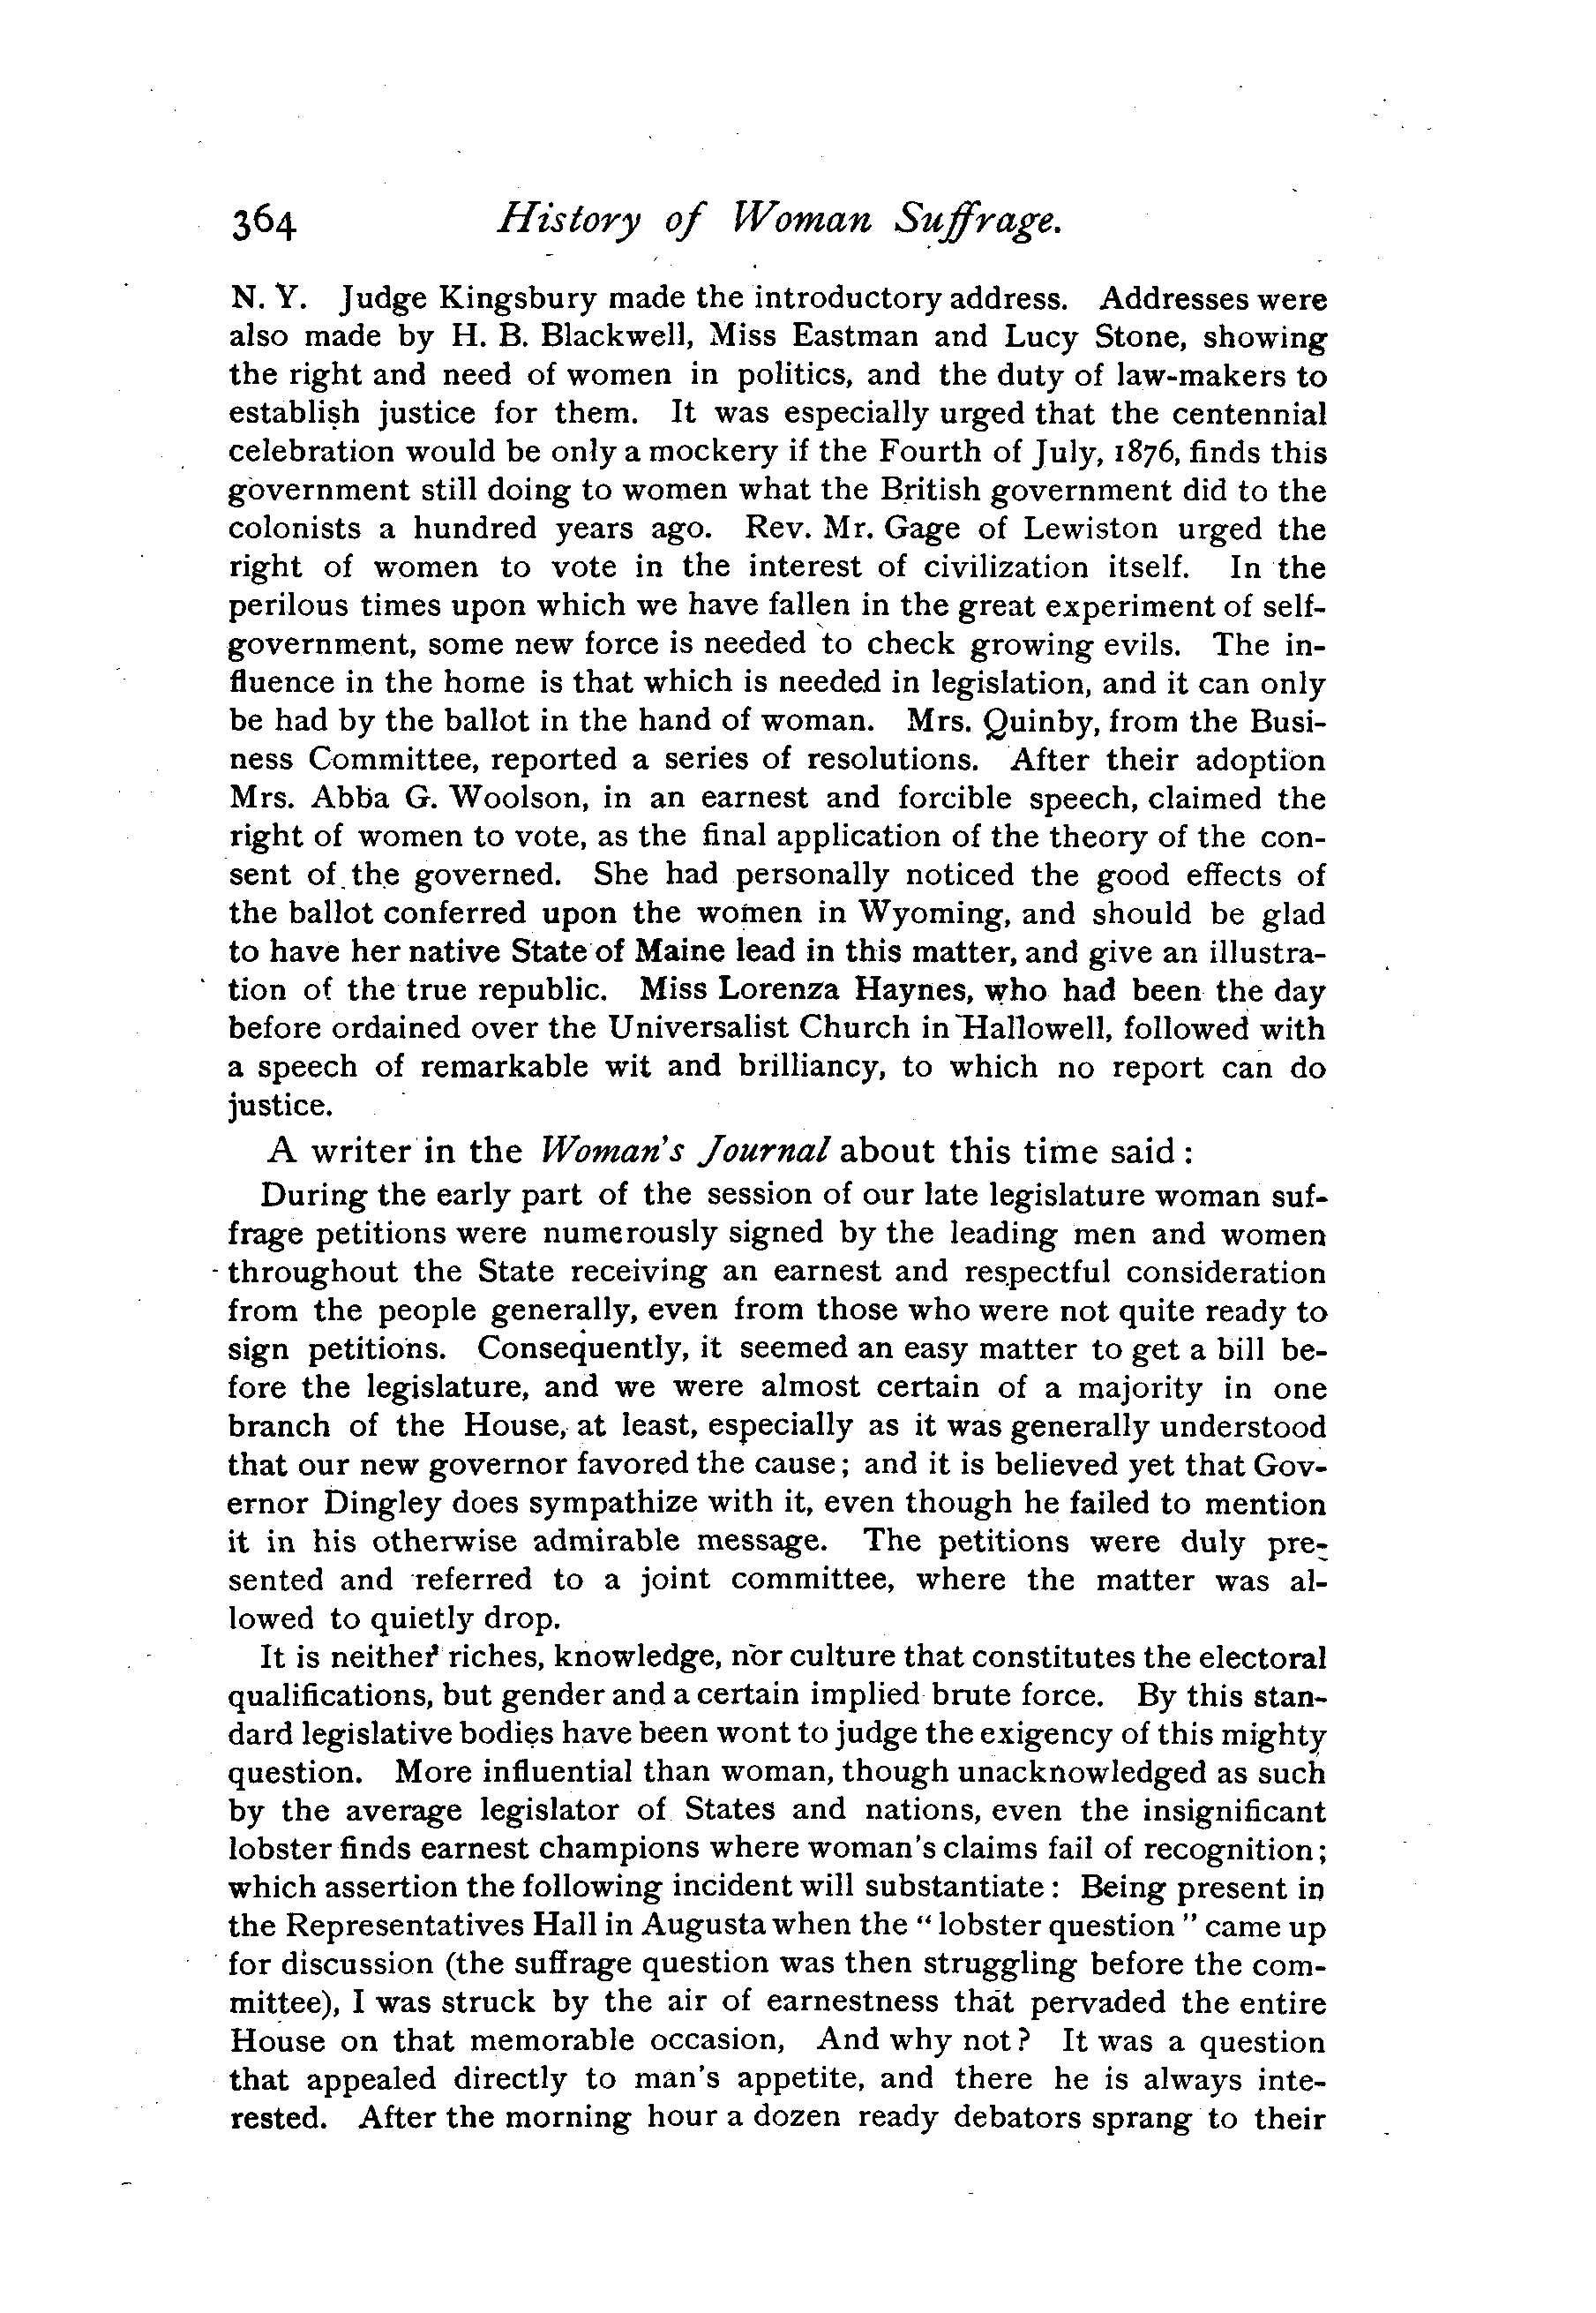 364 History of Woman Suffrage.
N. Y. Judge Kingsbury made the introductory address. Addresses were
also made by H. B. Blackwell, Miss Eastman and Lucy Stone, showing
the right and need of women in politics, and the duty of law-makers to
establish justice for them. It was especially urged that the centennial
celebration would be only a mockery if the Fourth of July, 1876, finds this
government still doing to women what the British government did to the
colonists a hundred years ago. Rev. Mr. Gage of Lewiston urged the
right of women to vote in the interest of civilization itself. In the
perilous times upon which we have fallen in the great experiment of self-
government, some new force is needed to check growing evils. The in-
fluence in the home is that which is needed in legislation, and it can only
be had by the ballot in the hand of woman. Mrs. Quinby, from the Busi-
ness Committee, reported a series of resolutions. After their adoption
Mrs. Abba G. Woolson, in an earnest and forcible speech, claimed the
right of women to vote, as the final application of the theory of the con-
sent of the governed. She had personally noticed the good effects of
the ballot conferred upon the women in Wyoming, and should be glad
to have her native State of Maine lead in this matter, and give an illustra-
tion of the true republic. Miss Lorenza Haynes, who had been the day
before ordained over the Universalist Church in Hallowell, followed with
a speech of remarkable wit and brilliancy, to which no report can do
justice.
A writer in the Woman's Journal about this time said:
During the early part of the session of our late legislature woman suf-
frage petitions were numerously signed by the leading men and women
throughout the State receiving an earnest and respectful consideration
from the people generally, even from those who were not quite ready to
sign petitions. Consequently, it seemed an easy matter to get a bill be-
fore the legislature, and we were almost certain of a majority in one
branch of the House, at least, especially as it was generally understood
that our new governor favored the cause; and it is believed yet that Gov-
ernor Dingley does sympathize with it, even though he failed to mention
it in his otherwise admirable message. The petitions were duly pre-
sented and referred to a joint committee, where the matter was al-
lowed to quietly drop.
It is neither riches, knowledge, nor culture that constitutes the electoral
qualifications, but gender and a certain implied brute force. By this stan-
dard legislative bodies have been wont to judge the exigency of this mighty
question. More influential than woman, though unacknowledged as such
by the average legislator of States and nations, even the insignificant
lobster finds earnest champions where woman's claims fail of recognition;
which assertion the following incident will substantiate: Being present in
the Representatives Hall in Augusta when the "lobster question" came up
for discussion (the suffrage question was then struggling before the com-
mittee), I was struck by the air of earnestness that pervaded the entire
House on that memorable occasion, And why not? It was a question
that appealed directly to man's appetite, and there he is always inte-
rested. After the morning hour a dozen ready debators sprang to their